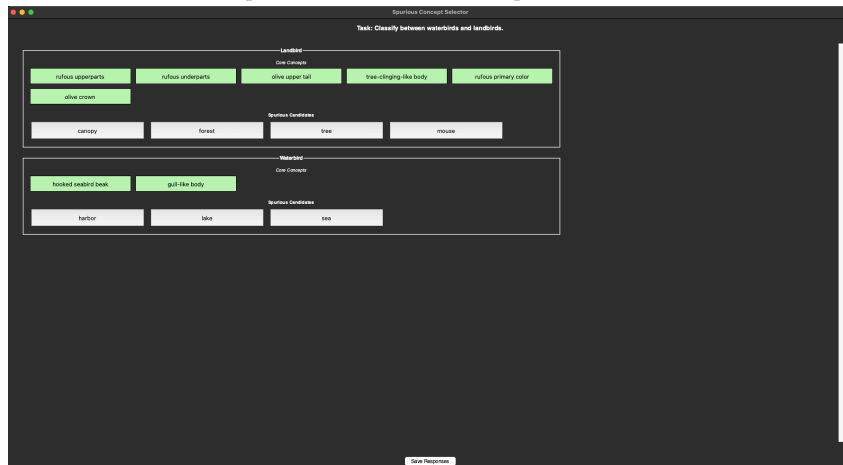 Spurious Concept Selector
Task: Classify between waterbirds and landbirds.
Landbird
Core Concepts
rufous upperparts rufous underparts olive upper tail tree-clinging-like body rufous primary color
olive crown
Spurious Candidates
canopy forest tree mouse
Waterbird
Core Concepts
hooked seabird beak gull-like body
Spurious Candidates
harbor lake sea
Save Responses